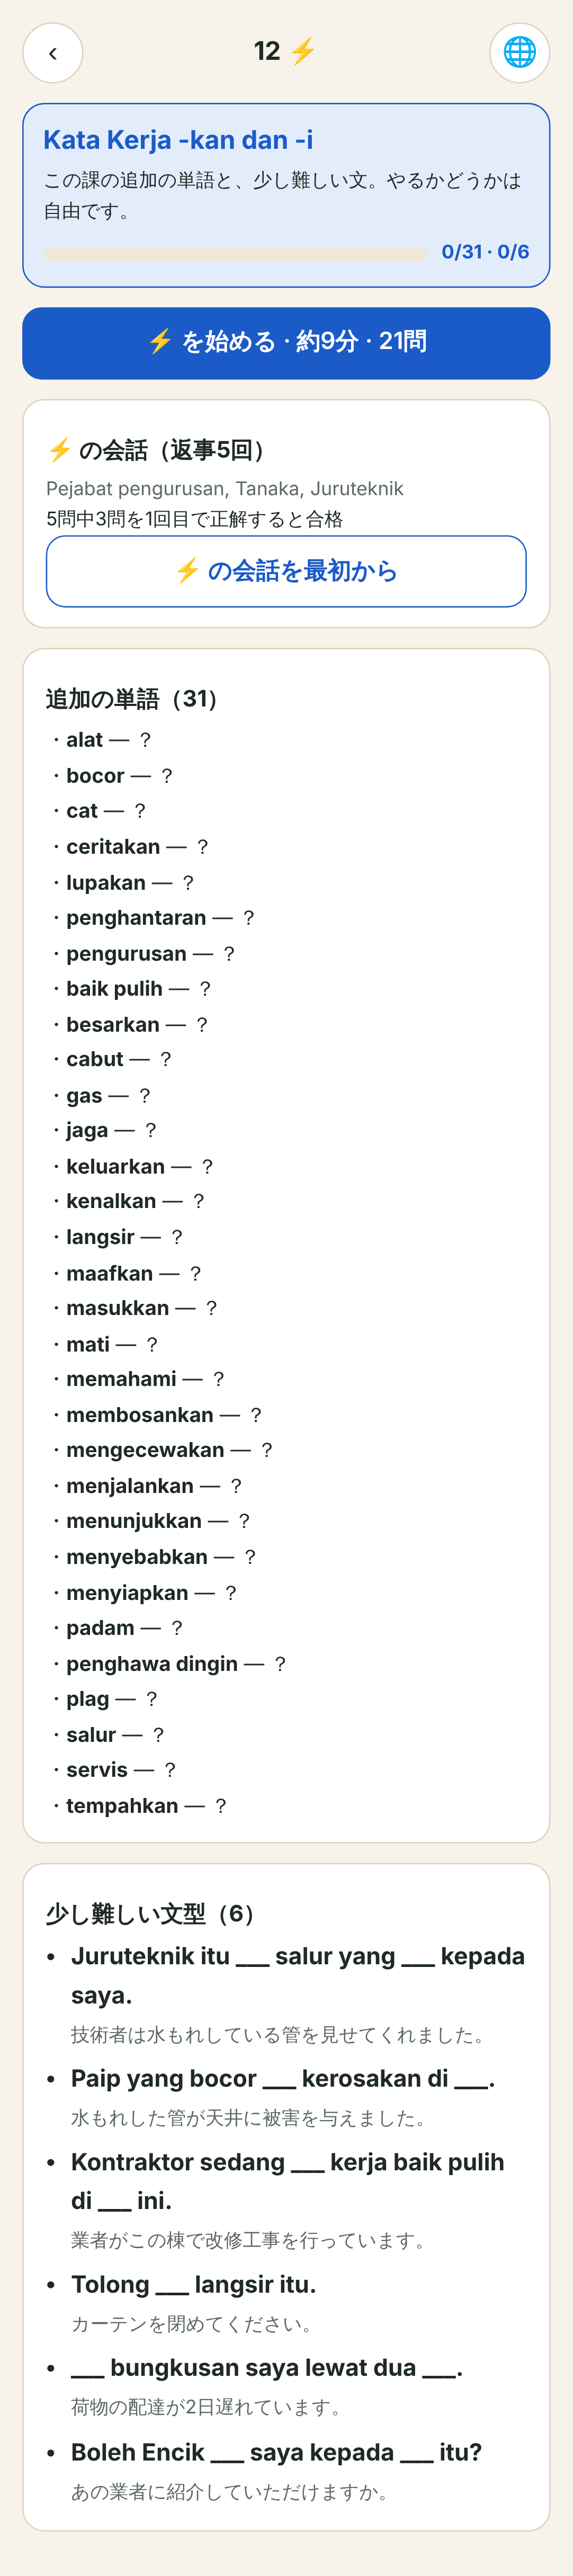 ‹
12 ⚡
🌐
Kata Kerja -kan dan -i
この課の追加の単語と、少し難しい文。やるかどうかは
自由です。
0/31 · 0/6
⚡ を始める · 約9分 · 21問
⚡ の会話（返事5回）
Pejabat pengurusan, Tanaka, Juruteknik
5問中3問を1回目で正解すると合格
⚡ の会話を最初から
追加の単語（31）
· alat — ？
· bocor — ？
· cat — ？
· ceritakan — ？
· lupakan — ？
· penghantaran — ？
· pengurusan — ？
· baik pulih — ？
· besarkan — ？
· cabut — ？
· gas — ？
· jaga — ？
· keluarkan — ？
· kenalkan — ？
· langsir — ？
· maafkan — ？
· masukkan — ？
· mati — ？
· memahami — ？
· membosankan — ？
· mengecewakan — ？
· menjalankan — ？
· menunjukkan — ？
· menyebabkan — ？
· menyiapkan — ？
· padam — ？
· penghawa dingin — ？
· plag — ？
· salur — ？
· servis — ？
· tempahkan — ？
少し難しい文型（6）
• Juruteknik itu ___ salur yang ___ kepada
saya.
技術者は水もれしている管を見せてくれました。
• Paip yang bocor ___ kerosakan di ___.
水もれした管が天井に被害を与えました。
• Kontraktor sedang ___ kerja baik pulih
di ___ ini.
業者がこの棟で改修工事を行っています。
• Tolong ___ langsir itu.
カーテンを閉めてください。
• ___ bungkusan saya lewat dua ___.
荷物の配達が2日遅れています。
• Boleh Encik ___ saya kepada ___ itu?
あの業者に紹介していただけますか。